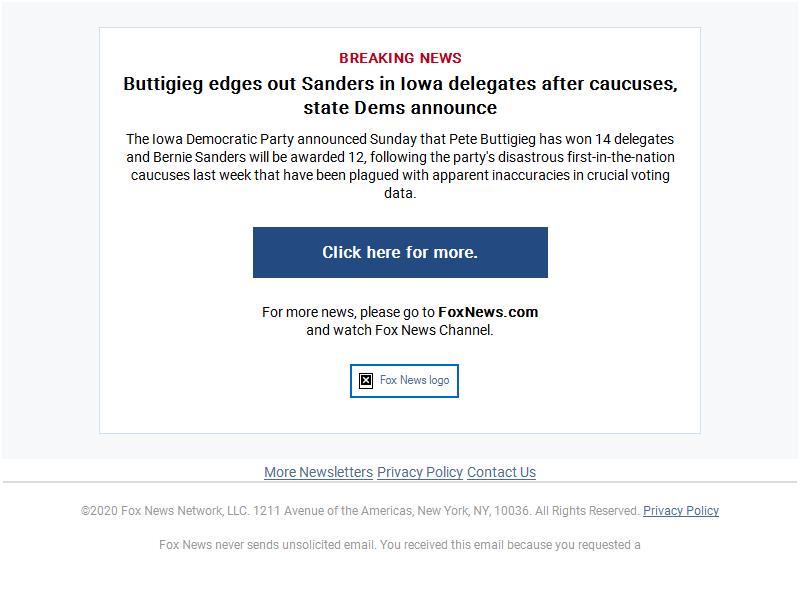 BREAKING NEWS
Buttigieg edges out Sanders in Iowa delegates after caucuses,
state Dems announce
The Iowa Democratic Party announced Sunday that Pete Buttigieg has won 14 delegates
and Bernie Sanders will be awarded 12, following the party's disastrous first-in-the-nation
caucuses last week that have been plagued with apparent inaccuracies in crucial voting
data.
Click here for more.
For more news, please go to FoxNews.com
and watch Fox News Channel.
Fox News logo
More Newsletters Privacy Policy Contact Us
©2020 Fox News Network, LLC. 1211 Avenue of the Americas, New York, NY, 10036. All Rights Reserved. Privacy Policy
Fox News never sends unsolicited email. You received this email because you requested a